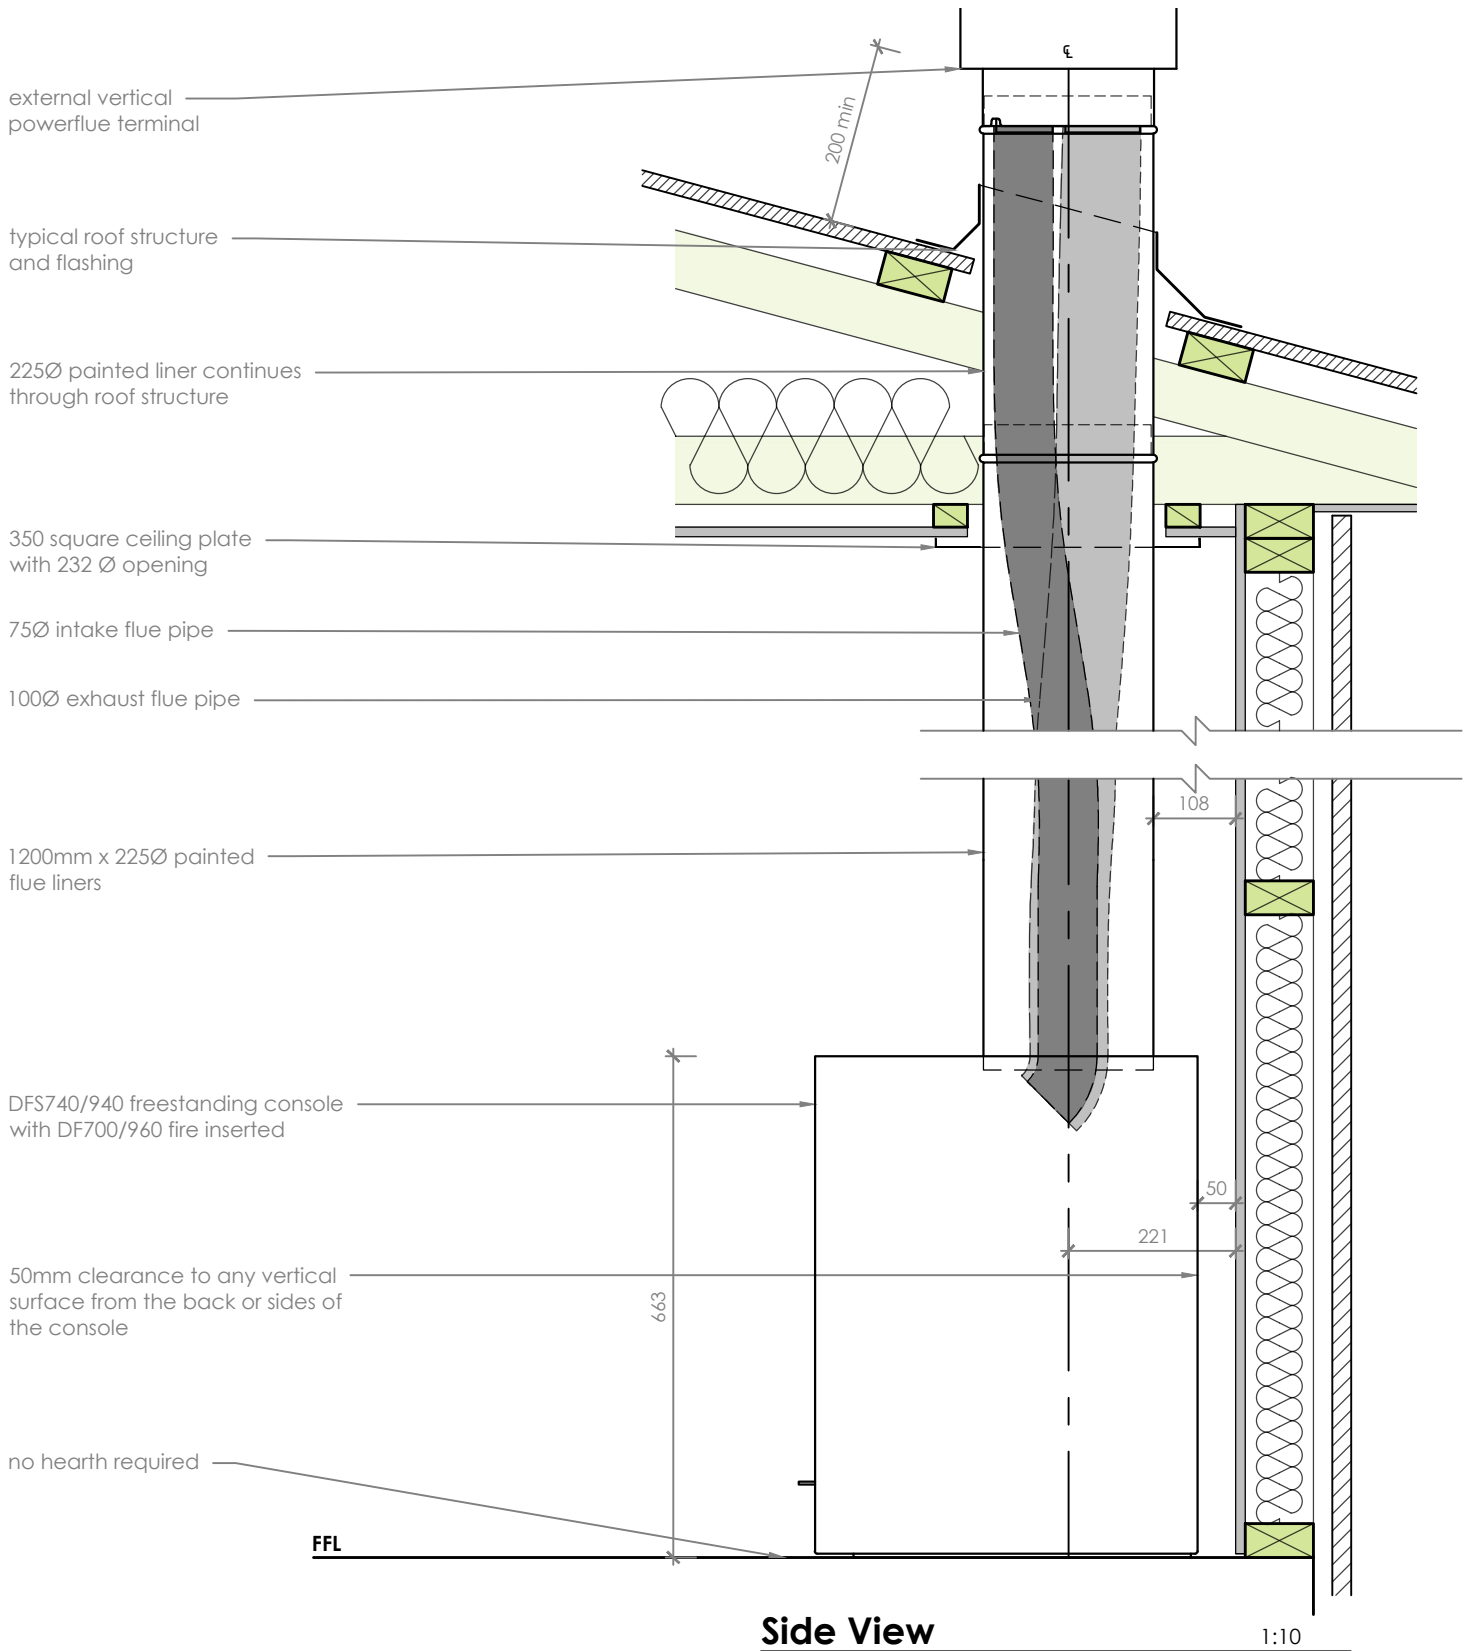 ℄
external vertical
powerflue terminal
200 min
typical roof structure
and flashing
225Ø painted liner continues
through roof structure
350 square ceiling plate
with 232 Ø opening
75Ø intake flue pipe
100Ø exhaust flue pipe
108
1200mm x 225Ø painted
flue liners
DFS740/940 freestanding console
with DF700/960 fire inserted
50
221
50mm clearance to any vertical
surface from the back or sides of
the console
663
no hearth required
FFL
Side View
1:10